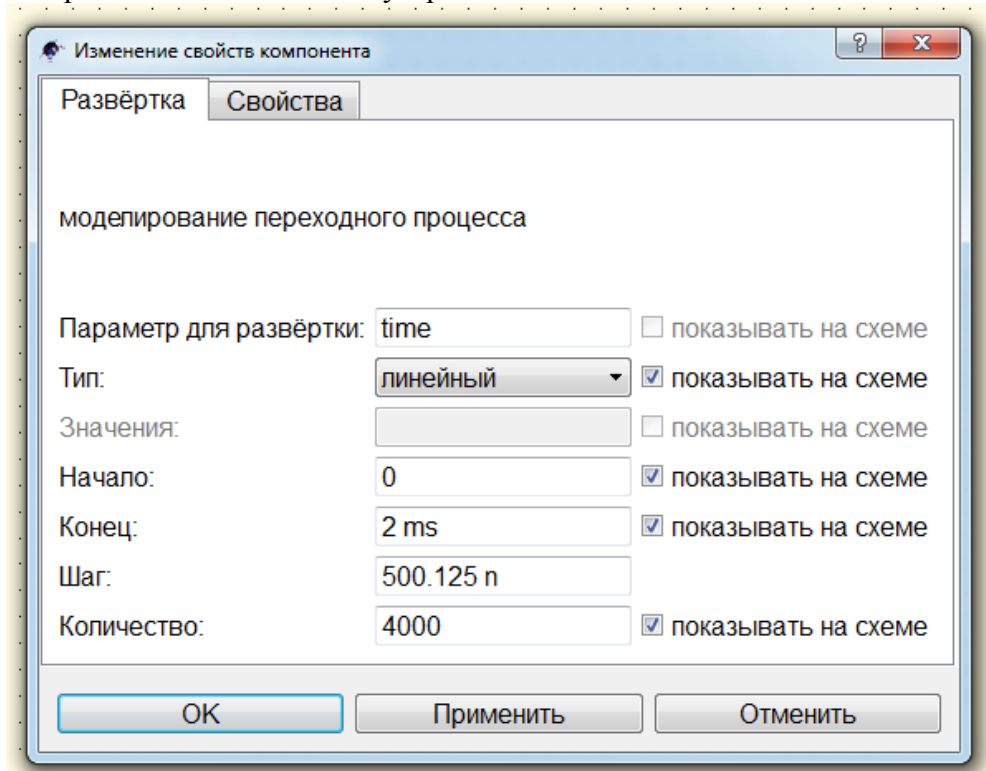 Изменение свойств компонента
Развёртка Свойства
моделирование переходного процесса
Параметр для развёртки: time показывать на схеме
Тип: линейный показывать на схеме
Значения: показывать на схеме
Начало: 0 показывать на схеме
Конец: 2 ms показывать на схеме
Шаг: 500.125 n
Количество: 4000 показывать на схеме
OK Применить Отменить